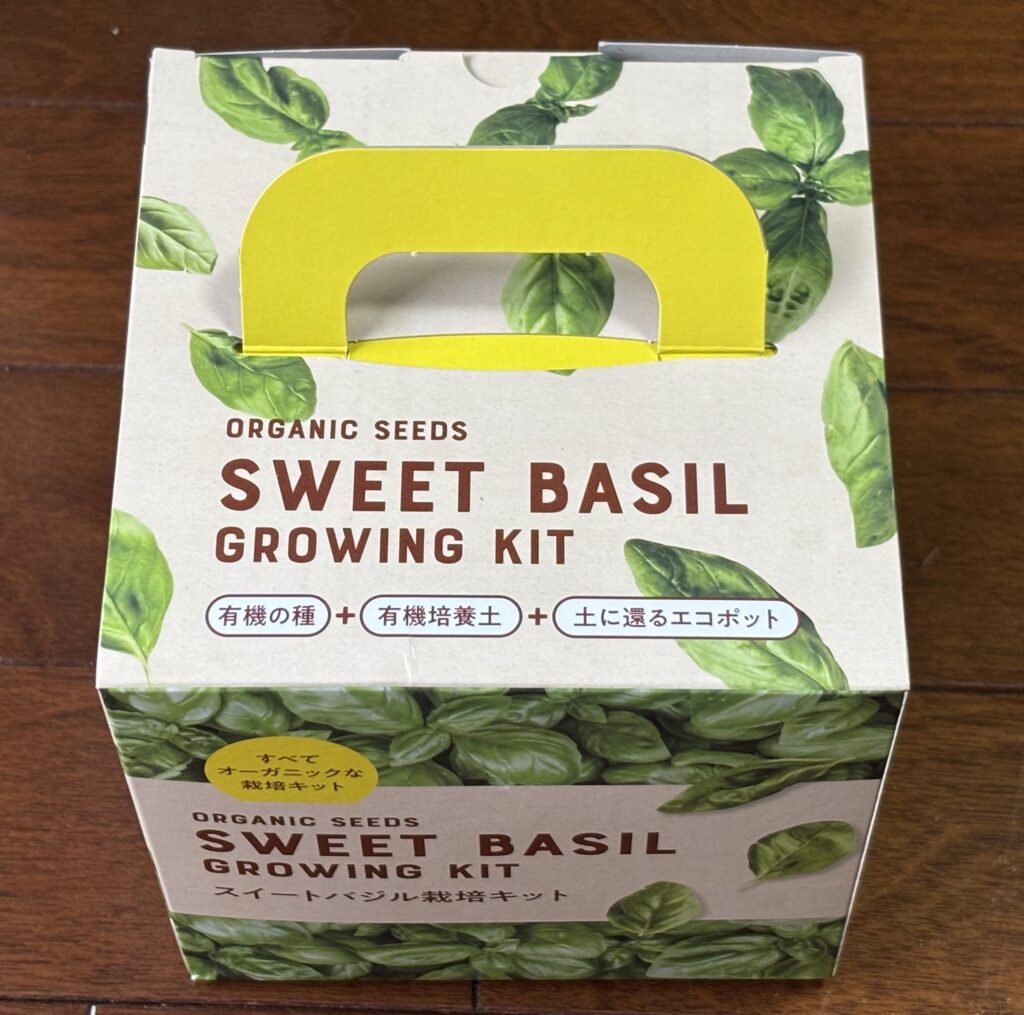 ORGANIC SEEDS
SWEET BASIL
GROWING KIT
有機の種 + 有機培養土 + 土に還るエコポット
すべて
オーガニックな
栽培キット
ORGANIC SEEDS
SWEET BASIL
GROWING KIT
スイートバジル栽培キット